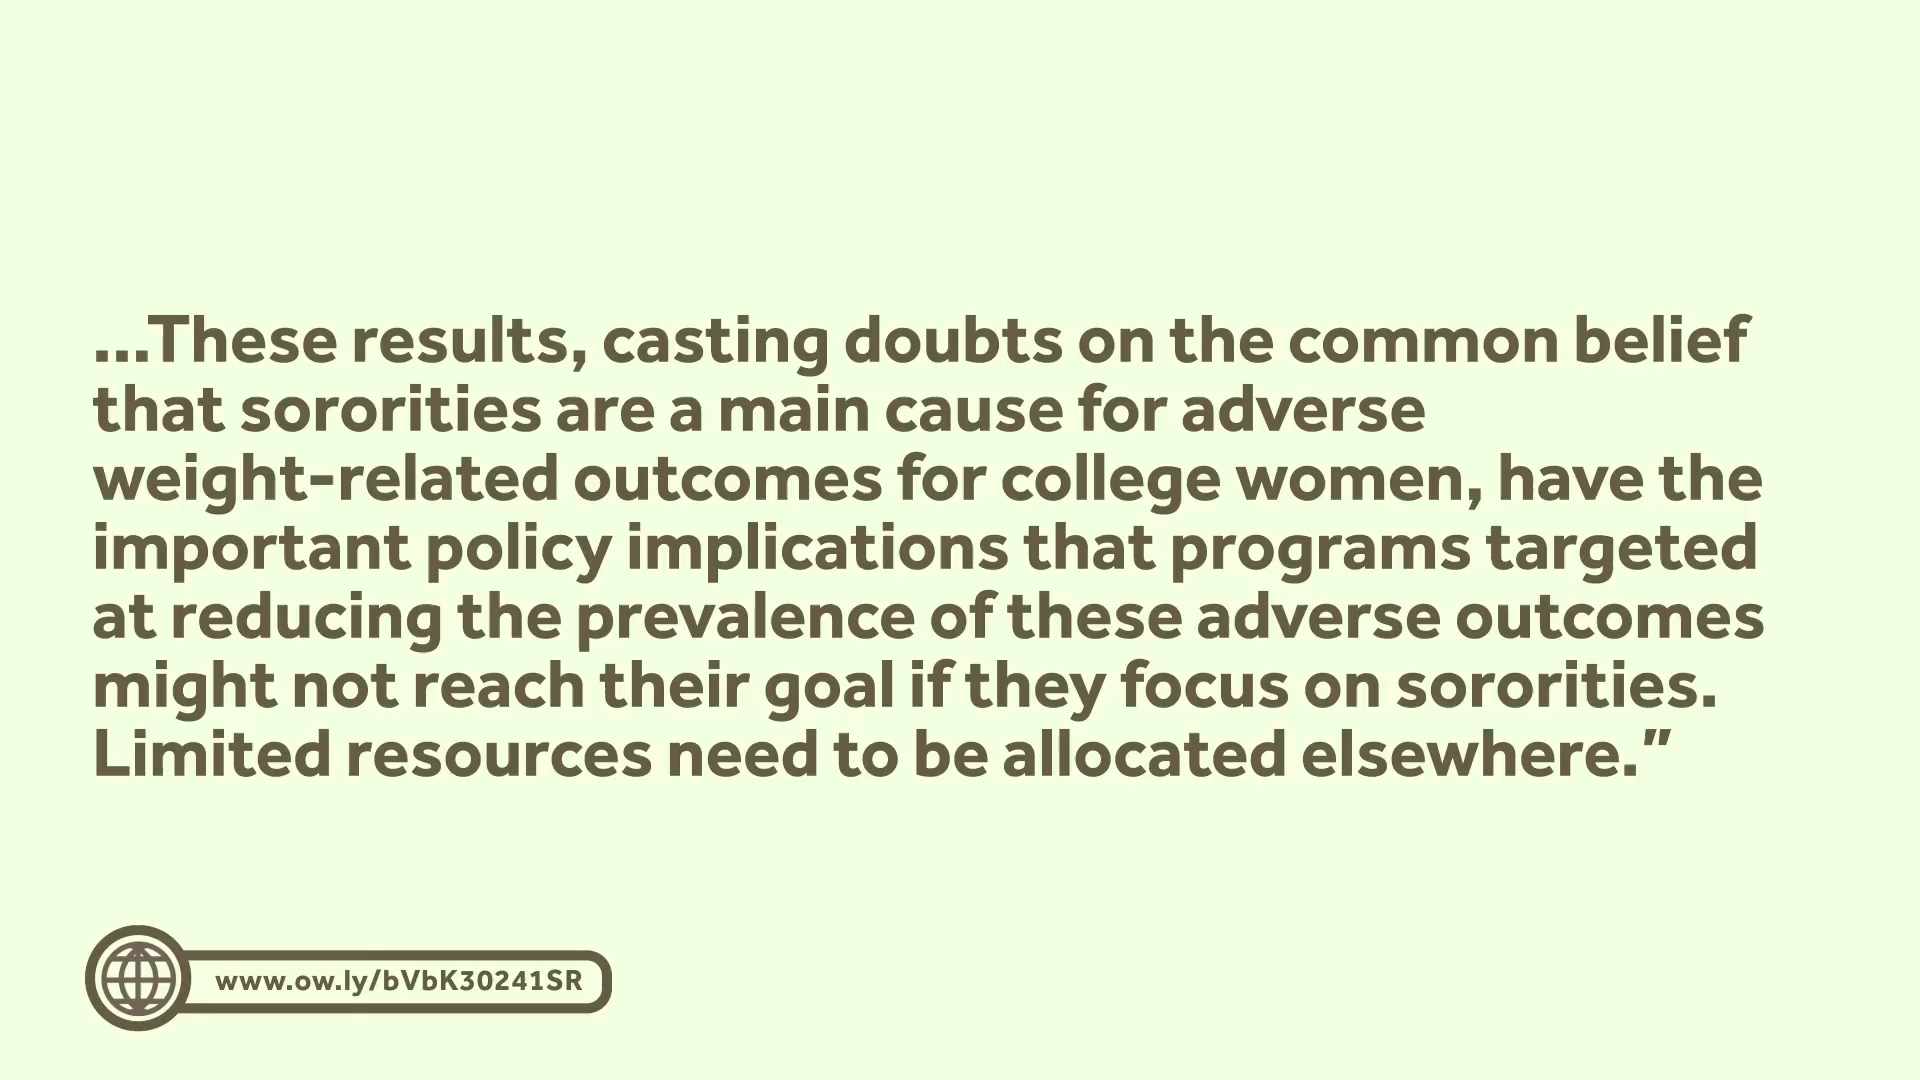 ...These results, casting doubts on the common belief
that sororities are a main cause for adverse
weight-related outcomes for college women, have the
important policy implications that programs targeted
at reducing the prevalence of these adverse outcomes
might not reach their goal if they focus on sororities.
Limited resources need to be allocated elsewhere.”
www.ow.ly/bVbK30241SR